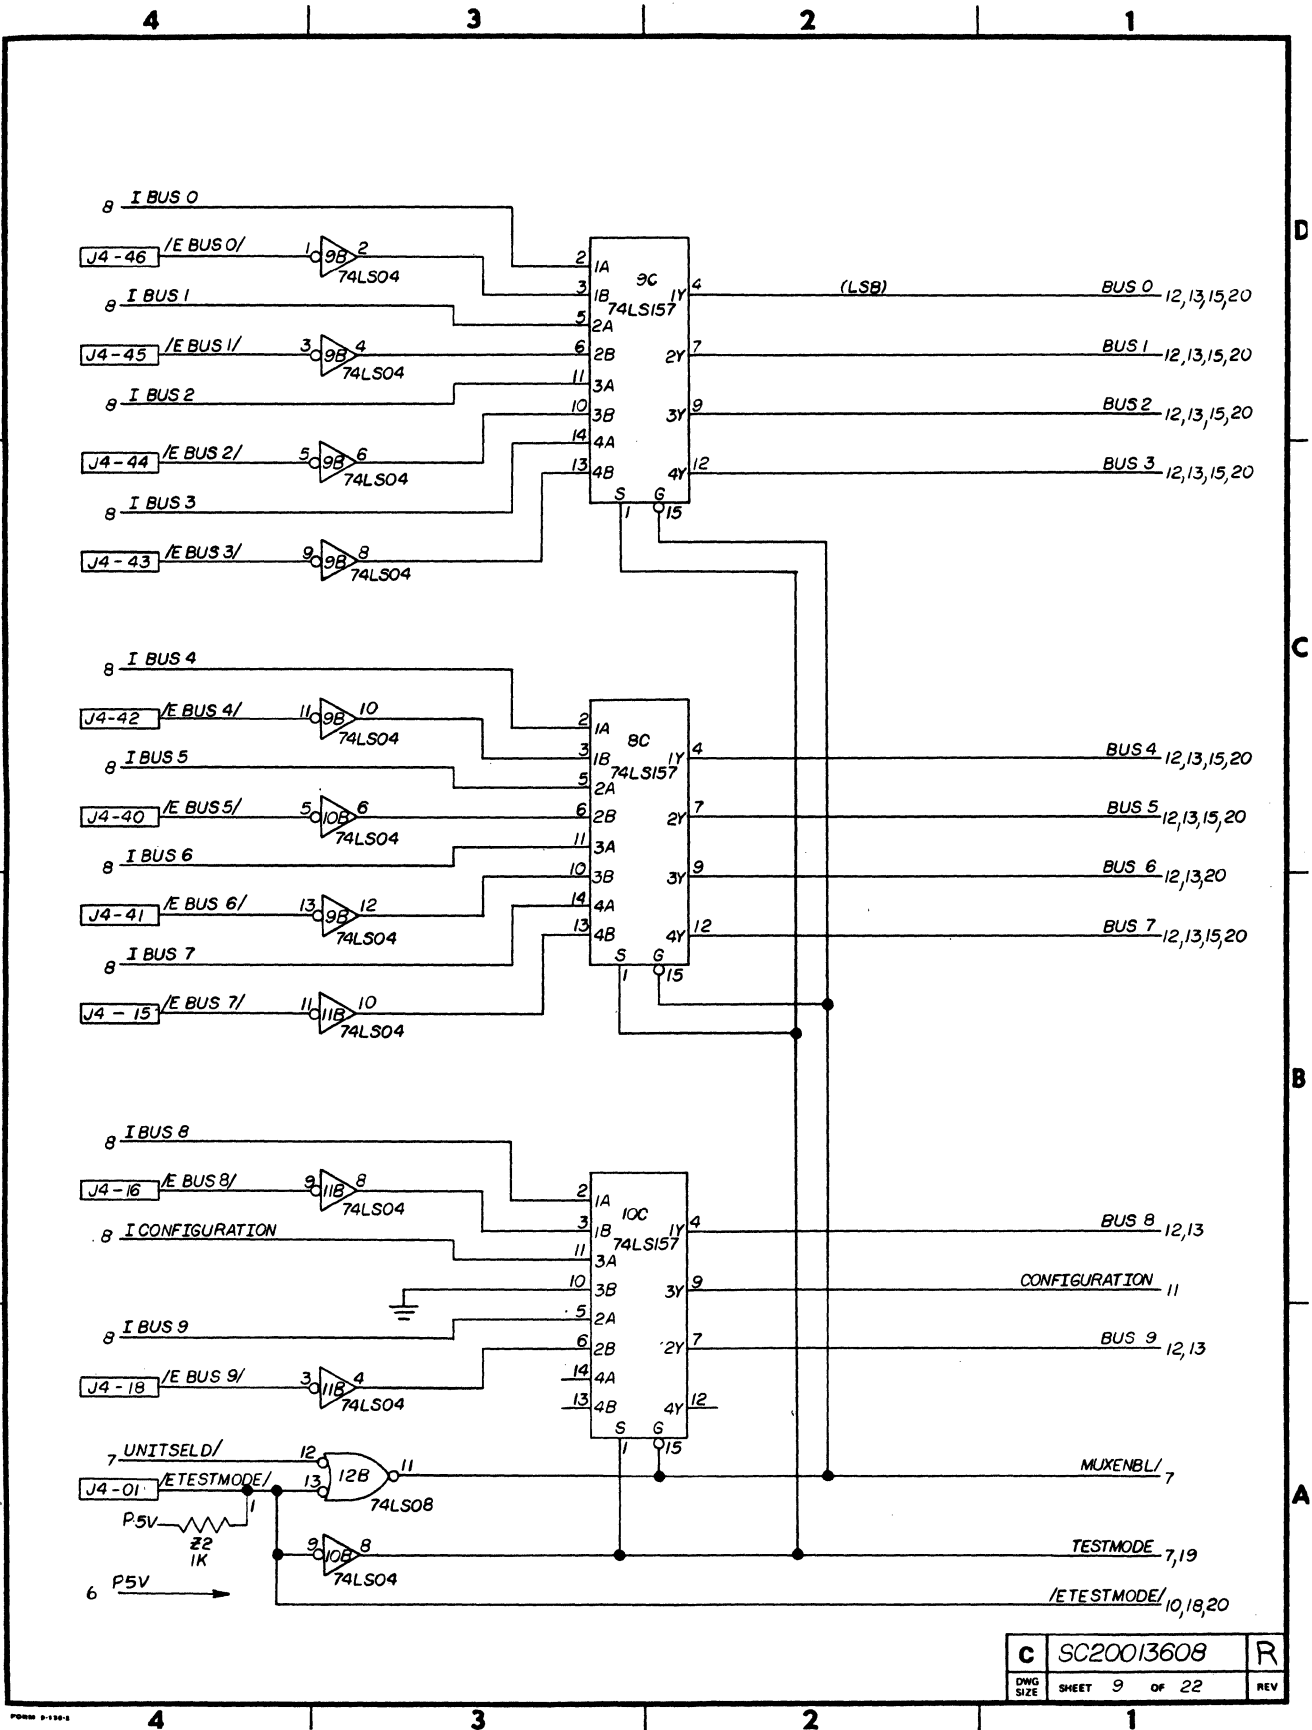 4 3 2 1
D
8 I BUS 0
J4-46 /E BUS 0/ 1 9B 2 74LS04
8 I BUS 1
J4-45 /E BUS 1/ 3 9B 4 74LS04
8 I BUS 2
J4-44 /E BUS 2/ 5 9B 6 74LS04
8 I BUS 3
J4-43 /E BUS 3/ 9 9B 8 74LS04
9C 74LS157
2 1A
3 1B 1Y 4 (LSB) BUS 0 12,13,15,20
5 2A
6 2B 2Y 7 BUS 1 12,13,15,20
11 3A
10 3B 3Y 9 BUS 2 12,13,15,20
14 4A
13 4B 4Y 12 BUS 3 12,13,15,20
S G
1 15
C
8 I BUS 4
J4-42 /E BUS 4/ 11 9B 10 74LS04
8 I BUS 5
J4-40 /E BUS 5/ 5 10B 6 74LS04
8 I BUS 6
J4-41 /E BUS 6/ 13 9B 12 74LS04
8 I BUS 7
J4-15 /E BUS 7/ 11 11B 10 74LS04
8C 74LS157
2 1A
3 1B 1Y 4 BUS 4 12,13,15,20
5 2A
6 2B 2Y 7 BUS 5 12,13,15,20
11 3A
10 3B 3Y 9 BUS 6 12,13,20
14 4A
13 4B 4Y 12 BUS 7 12,13,15,20
S G
1 15
B
8 I BUS 8
J4-16 /E BUS 8/ 9 11B 8 74LS04
8 I CONFIGURATION
8 I BUS 9
J4-18 /E BUS 9/ 3 11B 4 74LS04
10C 74LS157
2 1A
3 1B 1Y 4 BUS 8 12,13
11 3A
10 3B 3Y 9 CONFIGURATION 11
5 2A
6 2B 2Y 7 BUS 9 12,13
14 4A
13 4B 4Y 12
S G
1 15
A
7 UNITSELD/ 12
J4-01 /ETESTMODE/ 13 12B 11 74LS08 MUXENBL/ 7
P5V 1
Z2
1K
9 10B 8 74LS04 TESTMODE 7,19
6 P5V
/ETESTMODE/ 10,18,20
C SC20013608 R
DWG SIZE SHEET 9 OF 22 REV
4 3 2 1